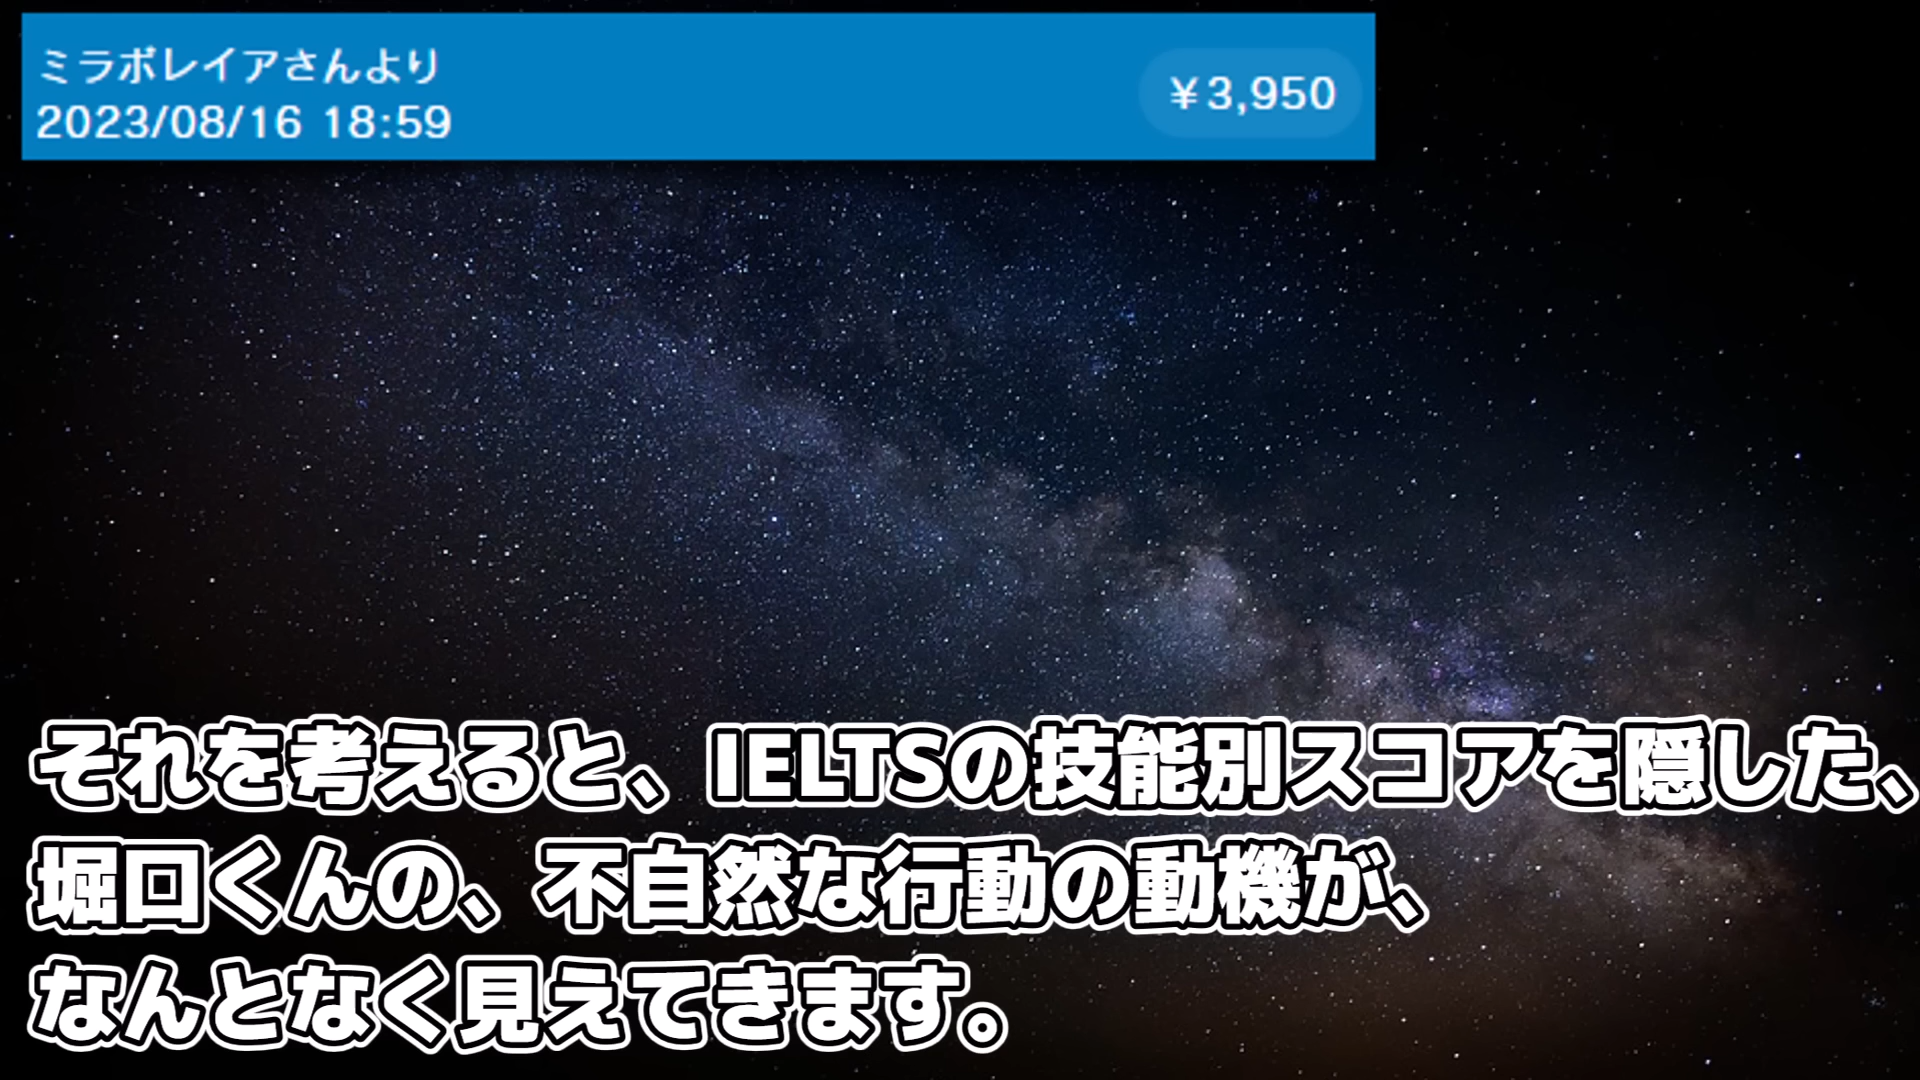 ミラボレイアさんより
2023/08/16 18:59
￥3,950
それを考えると、IELTSの技能別スコアを隠した、
堀口くんの、不自然な行動の動機が、
なんとなく見えてきます。